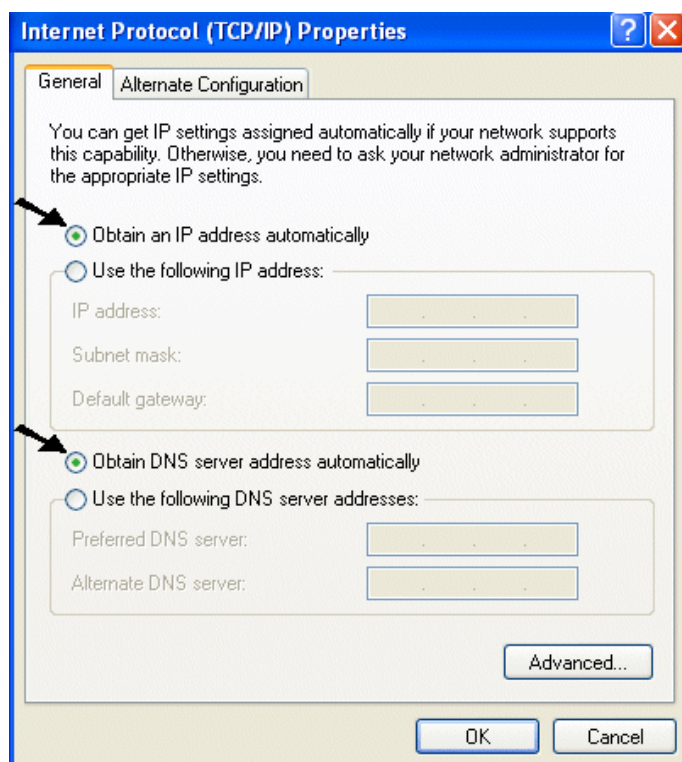 Internet Protocol (TCP/IP) Properties
General
Alternate Configuration
You can get IP settings assigned automatically if your network supports
this capability. Otherwise, you need to ask your network administrator for
the appropriate IP settings.
Obtain an IP address automatically
Use the following IP address:
IP address:
Subnet mask:
Default gateway:
Obtain DNS server address automatically
Use the following DNS server addresses:
Preferred DNS server:
Alternate DNS server:
Advanced...
OK
Cancel